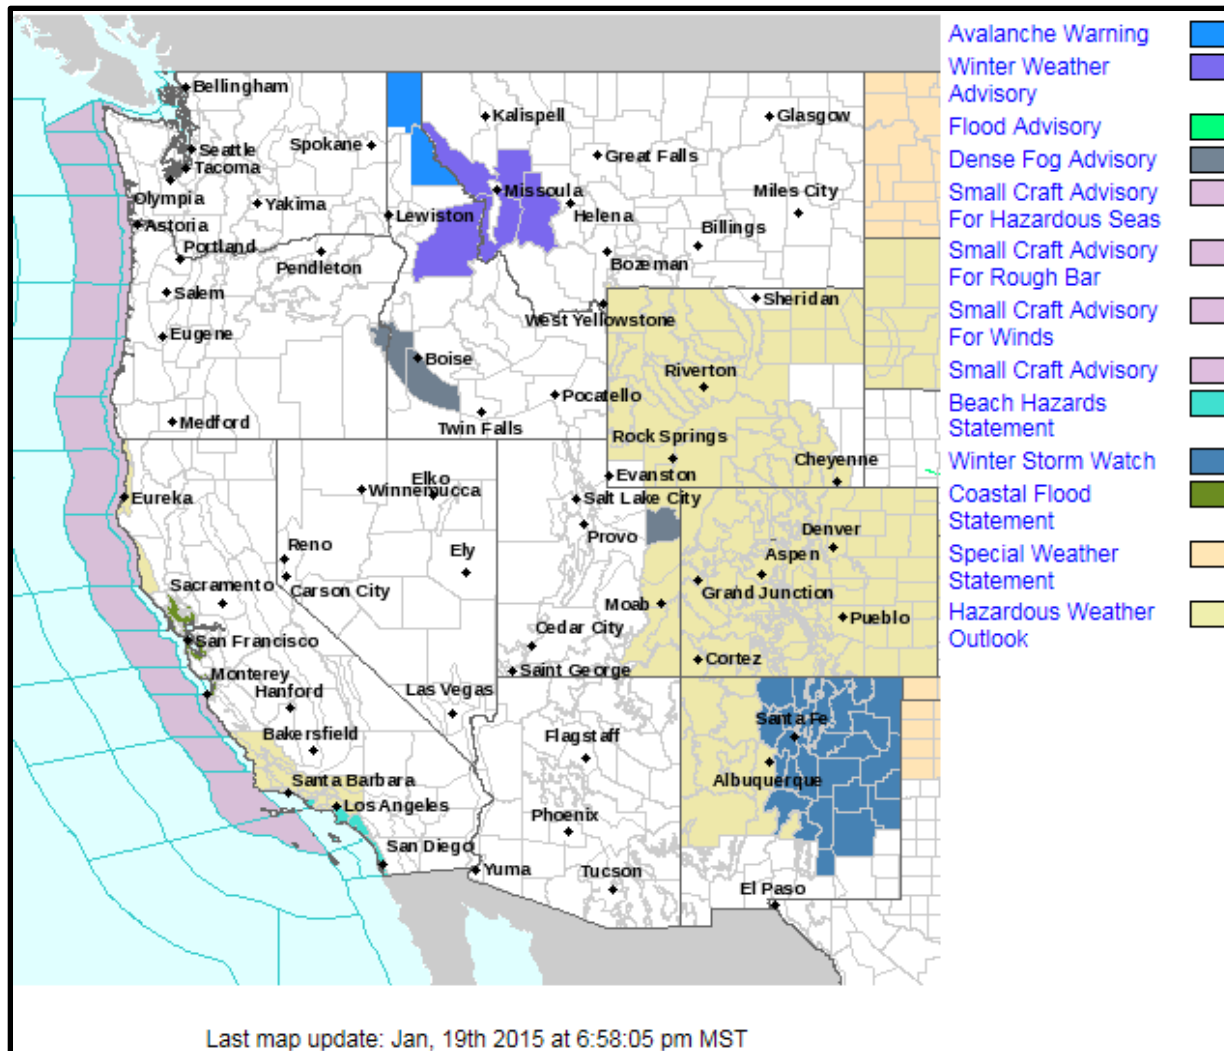 Bellingham
Seattle
Tacoma
Olympia
Spokane
Yakima
Astoria
Portland
Pendleton
Salem
Eugene
Medford
Kalispell
Glasgow
Great Falls
Missoula
Miles City
Helena
Lewiston
Billings
Bozeman
Sheridan
West Yellowstone
Boise
Riverton
Pocatello
Twin Falls
Rock Springs
Cheyenne
Evanston
Eureka
Elko
Winnemucca
Salt Lake City
Provo
Denver
Reno
Ely
Aspen
Carson City
Grand Junction
Sacramento
Moab
Pueblo
San Francisco
Cedar City
Cortez
Saint George
Monterey
Hanford
Las Vegas
Bakersfield
Flagstaff
Santa Fe
Albuquerque
Santa Barbara
Los Angeles
Phoenix
San Diego
Yuma
Tucson
El Paso
Avalanche Warning
Winter Weather
Advisory
Flood Advisory
Dense Fog Advisory
Small Craft Advisory
For Hazardous Seas
Small Craft Advisory
For Rough Bar
Small Craft Advisory
For Winds
Small Craft Advisory
Beach Hazards
Statement
Winter Storm Watch
Coastal Flood
Statement
Special Weather
Statement
Hazardous Weather
Outlook
Last map update: Jan, 19th 2015 at 6:58:05 pm MST